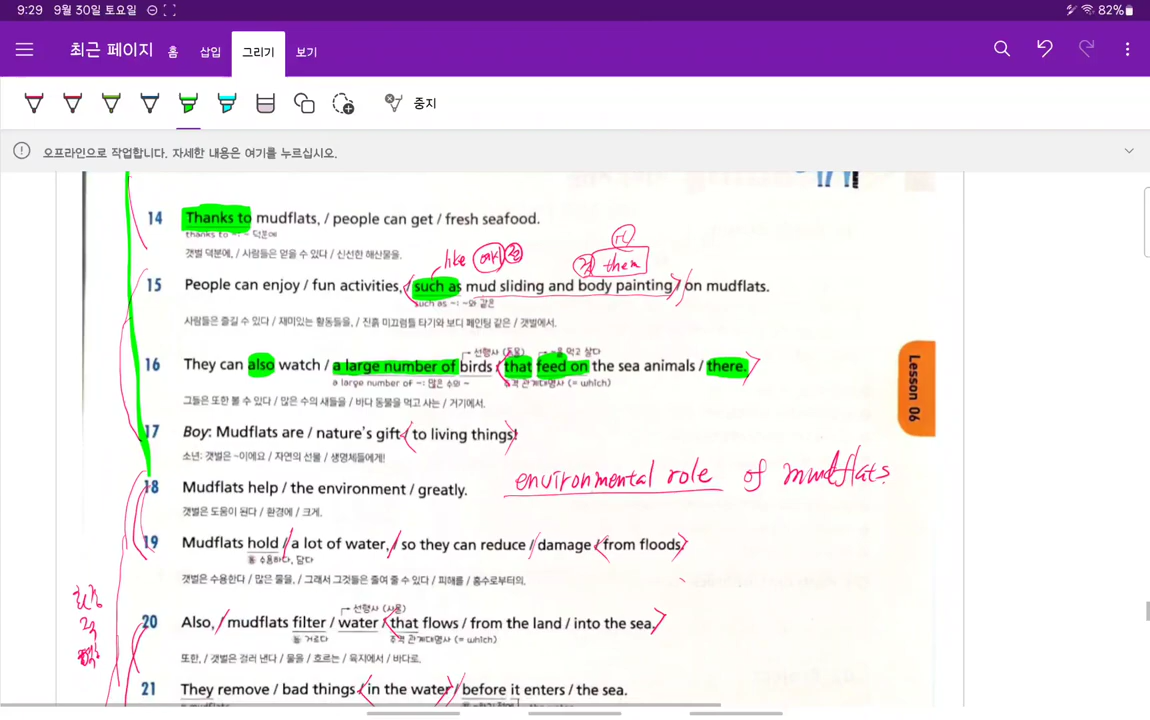 9:29 9월 30일 토요일
82%
최근 페이지 홈 삽입 그리기 보기
중지
오프라인으로 작업합니다. 자세한 내용은 여기를 누르십시오.
14 Thanks to mudflats, / people can get / fresh seafood.
thanks to ~: ~ 덕분에
갯벌 덕분에, / 사람들은 얻을 수 있다 / 신선한 해산물을.
like 예시
them
15 People can enjoy / fun activities, / such as mud sliding and body painting / on mudflats.
such as ~: ~와 같은
사람들은 즐길 수 있다 / 재미있는 활동들을, / 진흙 미끄럼틀 타기와 보디 페인팅 같은 / 갯벌에서.
선행사 (동물) ~을 먹고 살다
16 They can also watch / a large number of birds / that feed on the sea animals / there.
a large number of ~: 많은 수의 ~ 주격 관계대명사 (= which)
그들은 또한 볼 수 있다 / 많은 수의 새들을 / 바다 동물을 먹고 사는 / 거기에서.
Lesson 06
17 Boy: Mudflats are / nature's gift / to living things!
소년: 갯벌은 ~이에요 / 자연의 선물 / 생명체들에게!
environmental role of mudflats.
18 Mudflats help / the environment / greatly.
갯벌은 도움이 된다 / 환경에 / 크게.
19 Mudflats hold / a lot of water, / so they can reduce / damage / from floods.
동 수용하다, 담다
갯벌은 수용한다 / 많은 물을, / 그래서 그것들은 줄여 줄 수 있다 / 피해를 / 홍수로부터의.
환경
선행사 (사물)
20 Also, / mudflats filter / water / that flows / from the land / into the sea.
동 거르다 주격 관계대명사 (= which)
또한, / 갯벌은 걸러 낸다 / 물을 / 흐르는 / 육지에서 / 바다로.
21 They remove / bad things / in the water / before it enters / the sea.